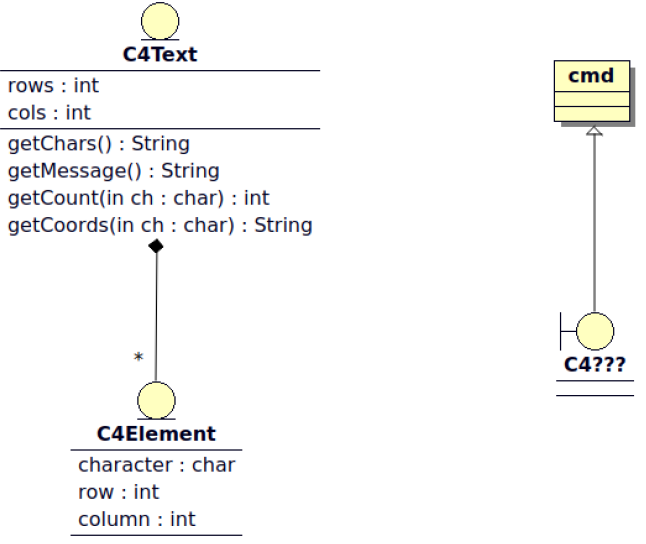 C4Text
rows : int
cols : int
getChars() : String
getMessage() : String
getCount(in ch : char) : int
getCoords(in ch : char) : String
*
C4Element
character : char
row : int
column : int
cmd
C4???